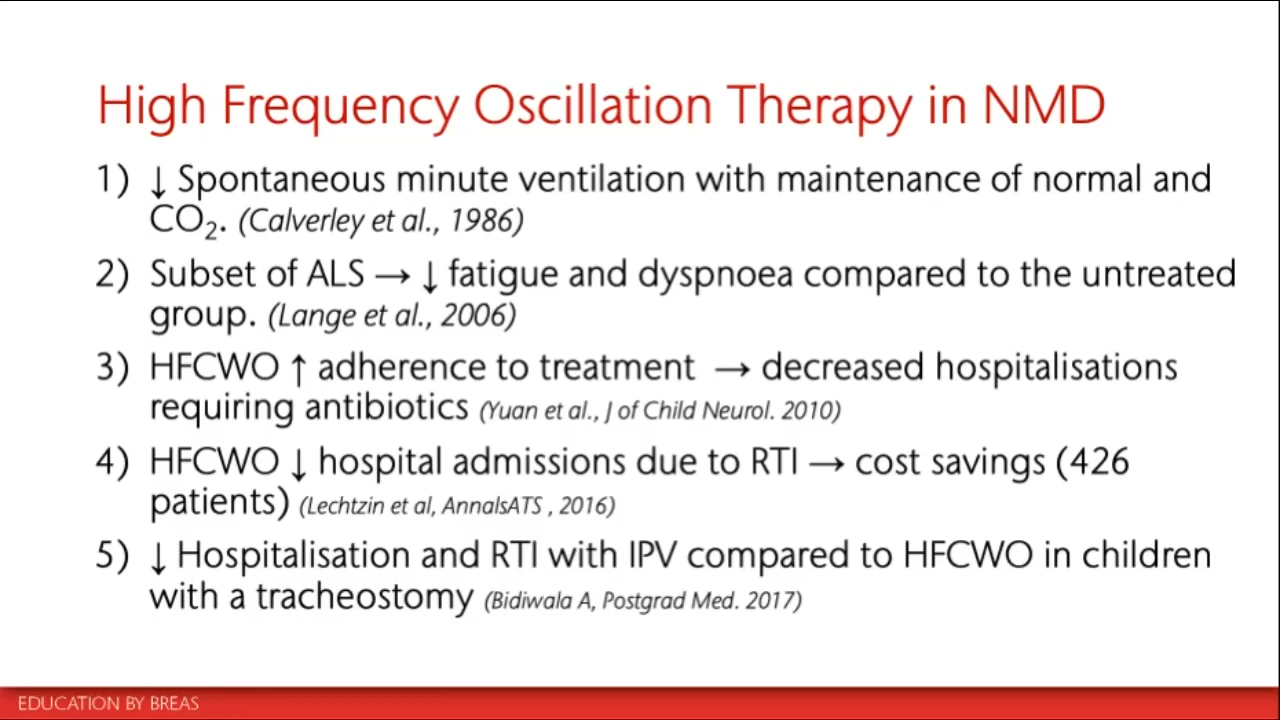 High Frequency Oscillation Therapy in NMD
1) ↓ Spontaneous minute ventilation with maintenance of normal and
CO₂. (Calverley et al., 1986)
2) Subset of ALS → ↓ fatigue and dyspnoea compared to the untreated
group. (Lange et al., 2006)
3) HFCWO ↑ adherence to treatment → decreased hospitalisations
requiring antibiotics (Yuan et al., J of Child Neurol. 2010)
4) HFCWO ↓ hospital admissions due to RTI → cost savings (426
patients) (Lechtzin et al, AnnalsATS , 2016)
5) ↓ Hospitalisation and RTI with IPV compared to HFCWO in children
with a tracheostomy (Bidiwala A, Postgrad Med. 2017)
EDUCATION BY BREAS